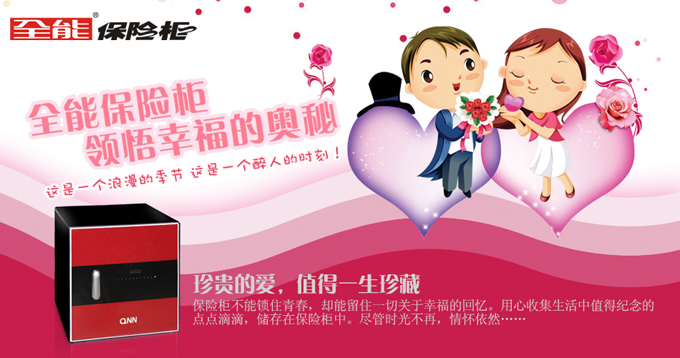 全能® 保险柜
全能保险柜
领悟幸福的奥秘
这是一个浪漫的季节 这是一个醉人的时刻！
QNN
珍贵的爱，值得一生珍藏
保险柜不能锁住青春，却能留住一切关于幸福的回忆。用心收集生活中值得纪念的
点点滴滴，储存在保险柜中。尽管时光不再，情怀依然……